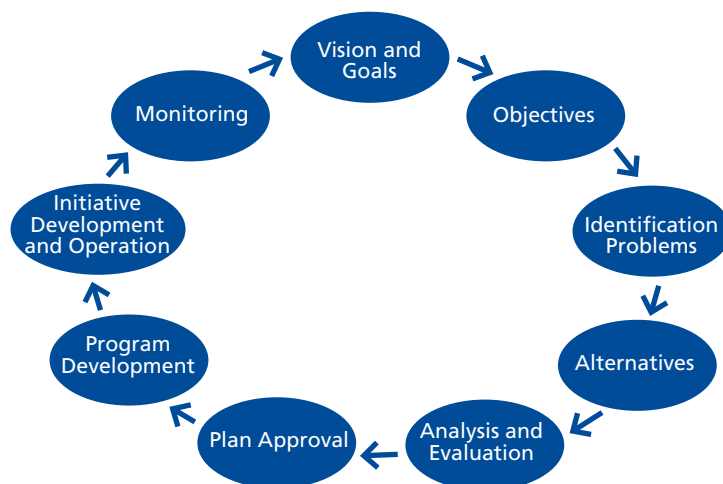 Vision and
Goals
Objectives
Identification
Problems
Alternatives
Analysis and
Evaluation
Plan Approval
Program
Development
Initiative
Development
and Operation
Monitoring